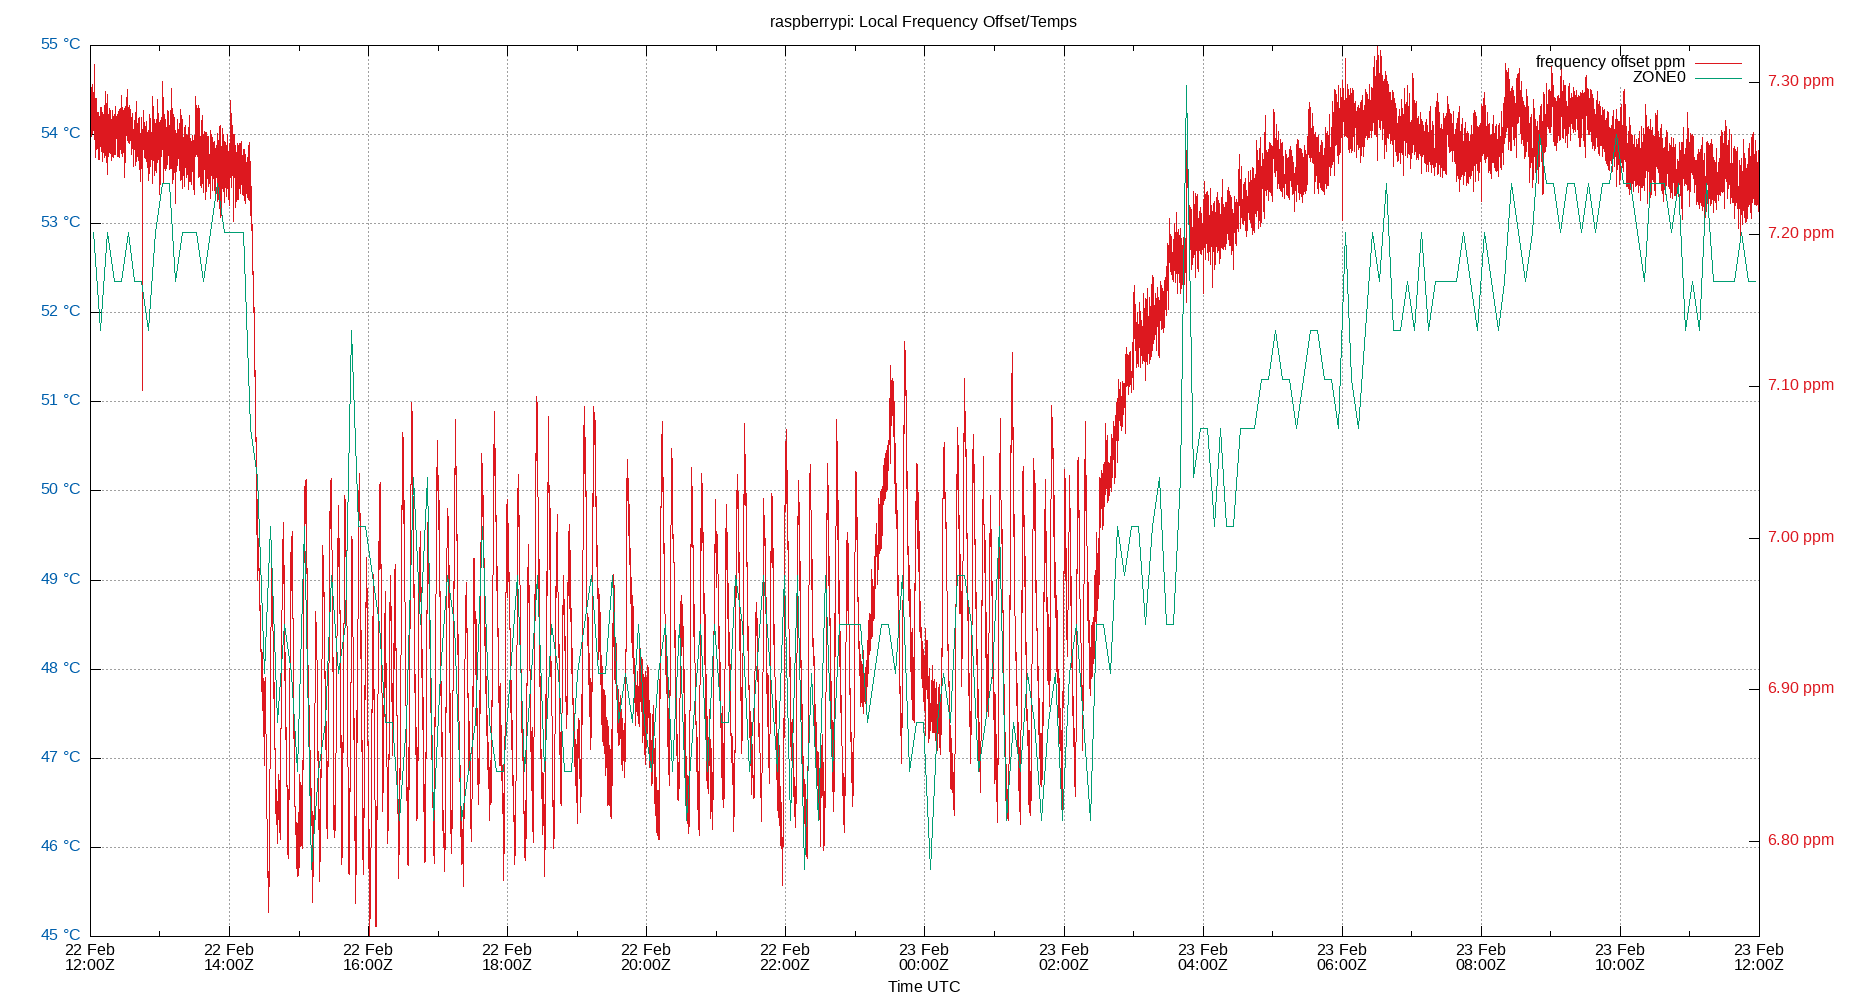 raspberrypi: Local Frequency Offset/Temps
55 °C
54 °C
53 °C
52 °C
51 °C
50 °C
49 °C
48 °C
47 °C
46 °C
45 °C
frequency offset ppm
ZONE0
7.30 ppm
7.20 ppm
7.10 ppm
7.00 ppm
6.90 ppm
6.80 ppm
22 Feb
12:00Z
22 Feb
14:00Z
22 Feb
16:00Z
22 Feb
18:00Z
22 Feb
20:00Z
22 Feb
22:00Z
23 Feb
00:00Z
23 Feb
02:00Z
23 Feb
04:00Z
23 Feb
06:00Z
23 Feb
08:00Z
23 Feb
10:00Z
23 Feb
12:00Z
Time UTC